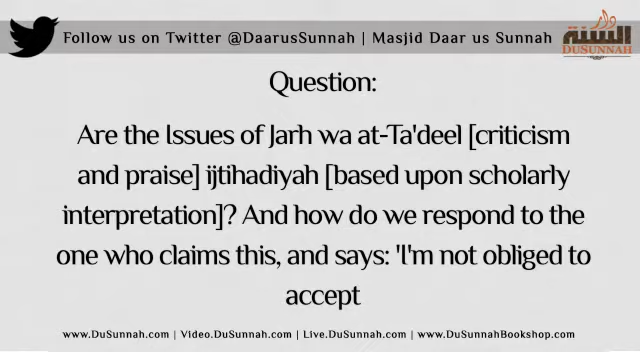 Follow us on Twitter @DaarusSunnah | Masjid Daar us Sunnah
دار
السنة
DUSUNNAH
Question:
Are the Issues of Jarh wa at-Ta'deel [criticism
and praise] ijtihadiyah [based upon scholarly
interpretation]? And how do we respond to the
one who claims this, and says: 'I'm not obliged to
accept
www.DuSunnah.com | Video.DuSunnah.com | Live.DuSunnah.com | www.DuSunnahBookshop.com